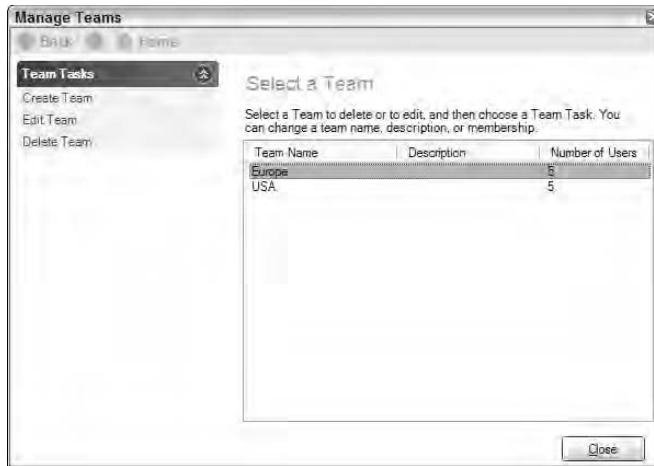 Manage Teams
Back Home
Team Tasks
Create Team
Edit Team
Delete Team
Select a Team
Select a Team to delete or to edit, and then choose a Team Task. You
can change a team name, description, or membership.
Team Name Description Number of Users
Europe 5
USA 5
Close